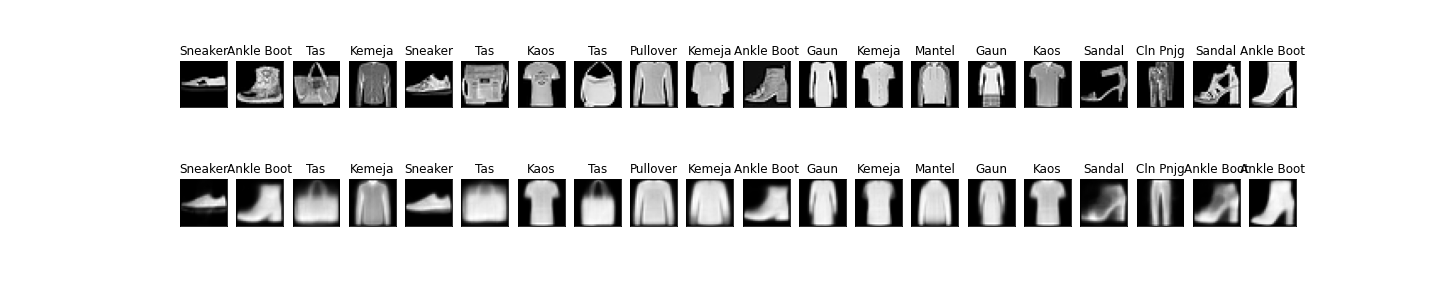 Sneaker Ankle Boot Tas Kemeja Sneaker Tas Kaos Tas Pullover Kemeja Ankle Boot Gaun Kemeja Mantel Gaun Kaos Sandal Cln Pnjg Sandal Ankle Boot
Sneaker Ankle Boot Tas Kemeja Sneaker Tas Kaos Tas Pullover Kemeja Ankle Boot Gaun Kemeja Mantel Gaun Kaos Sandal Cln Pnjg Ankle Boot Ankle Boot